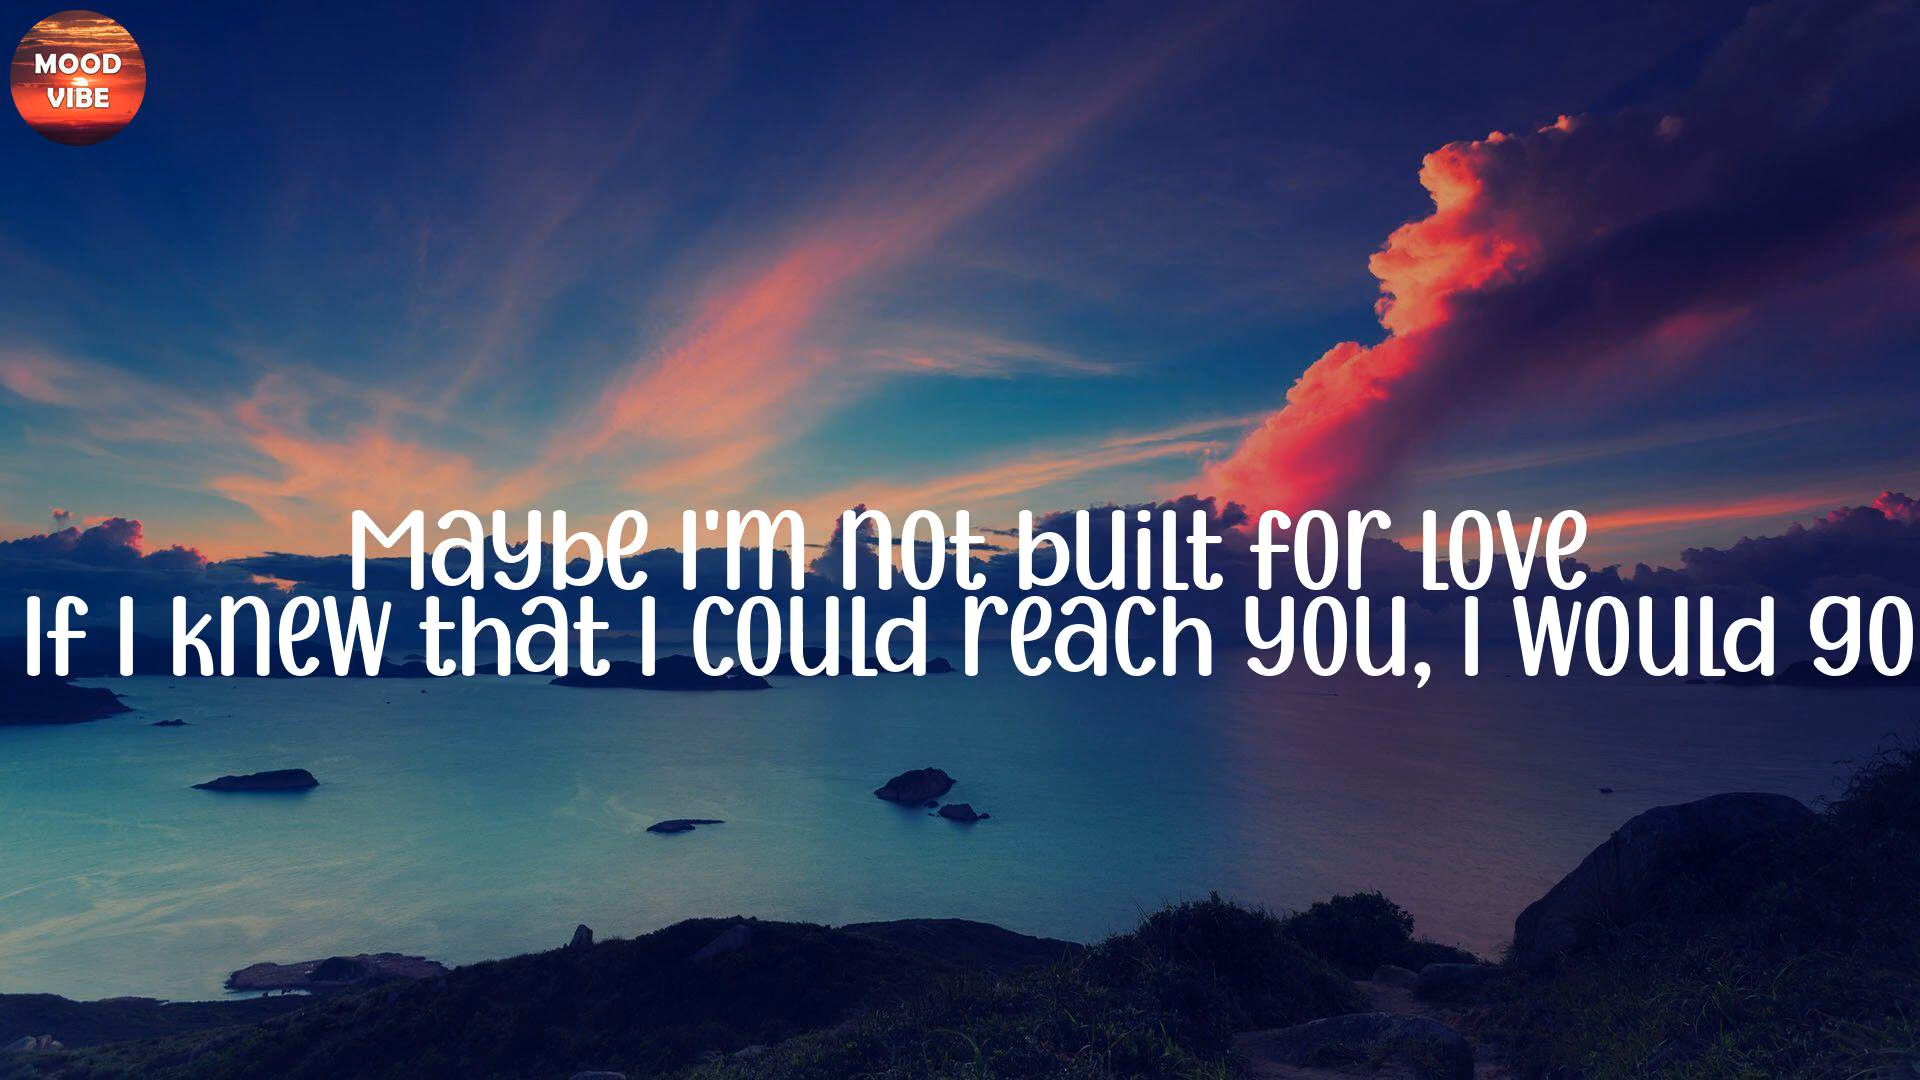 MOOD
VIBE
Maybe I'm not built for love
If I knew that I could reach you, I would go